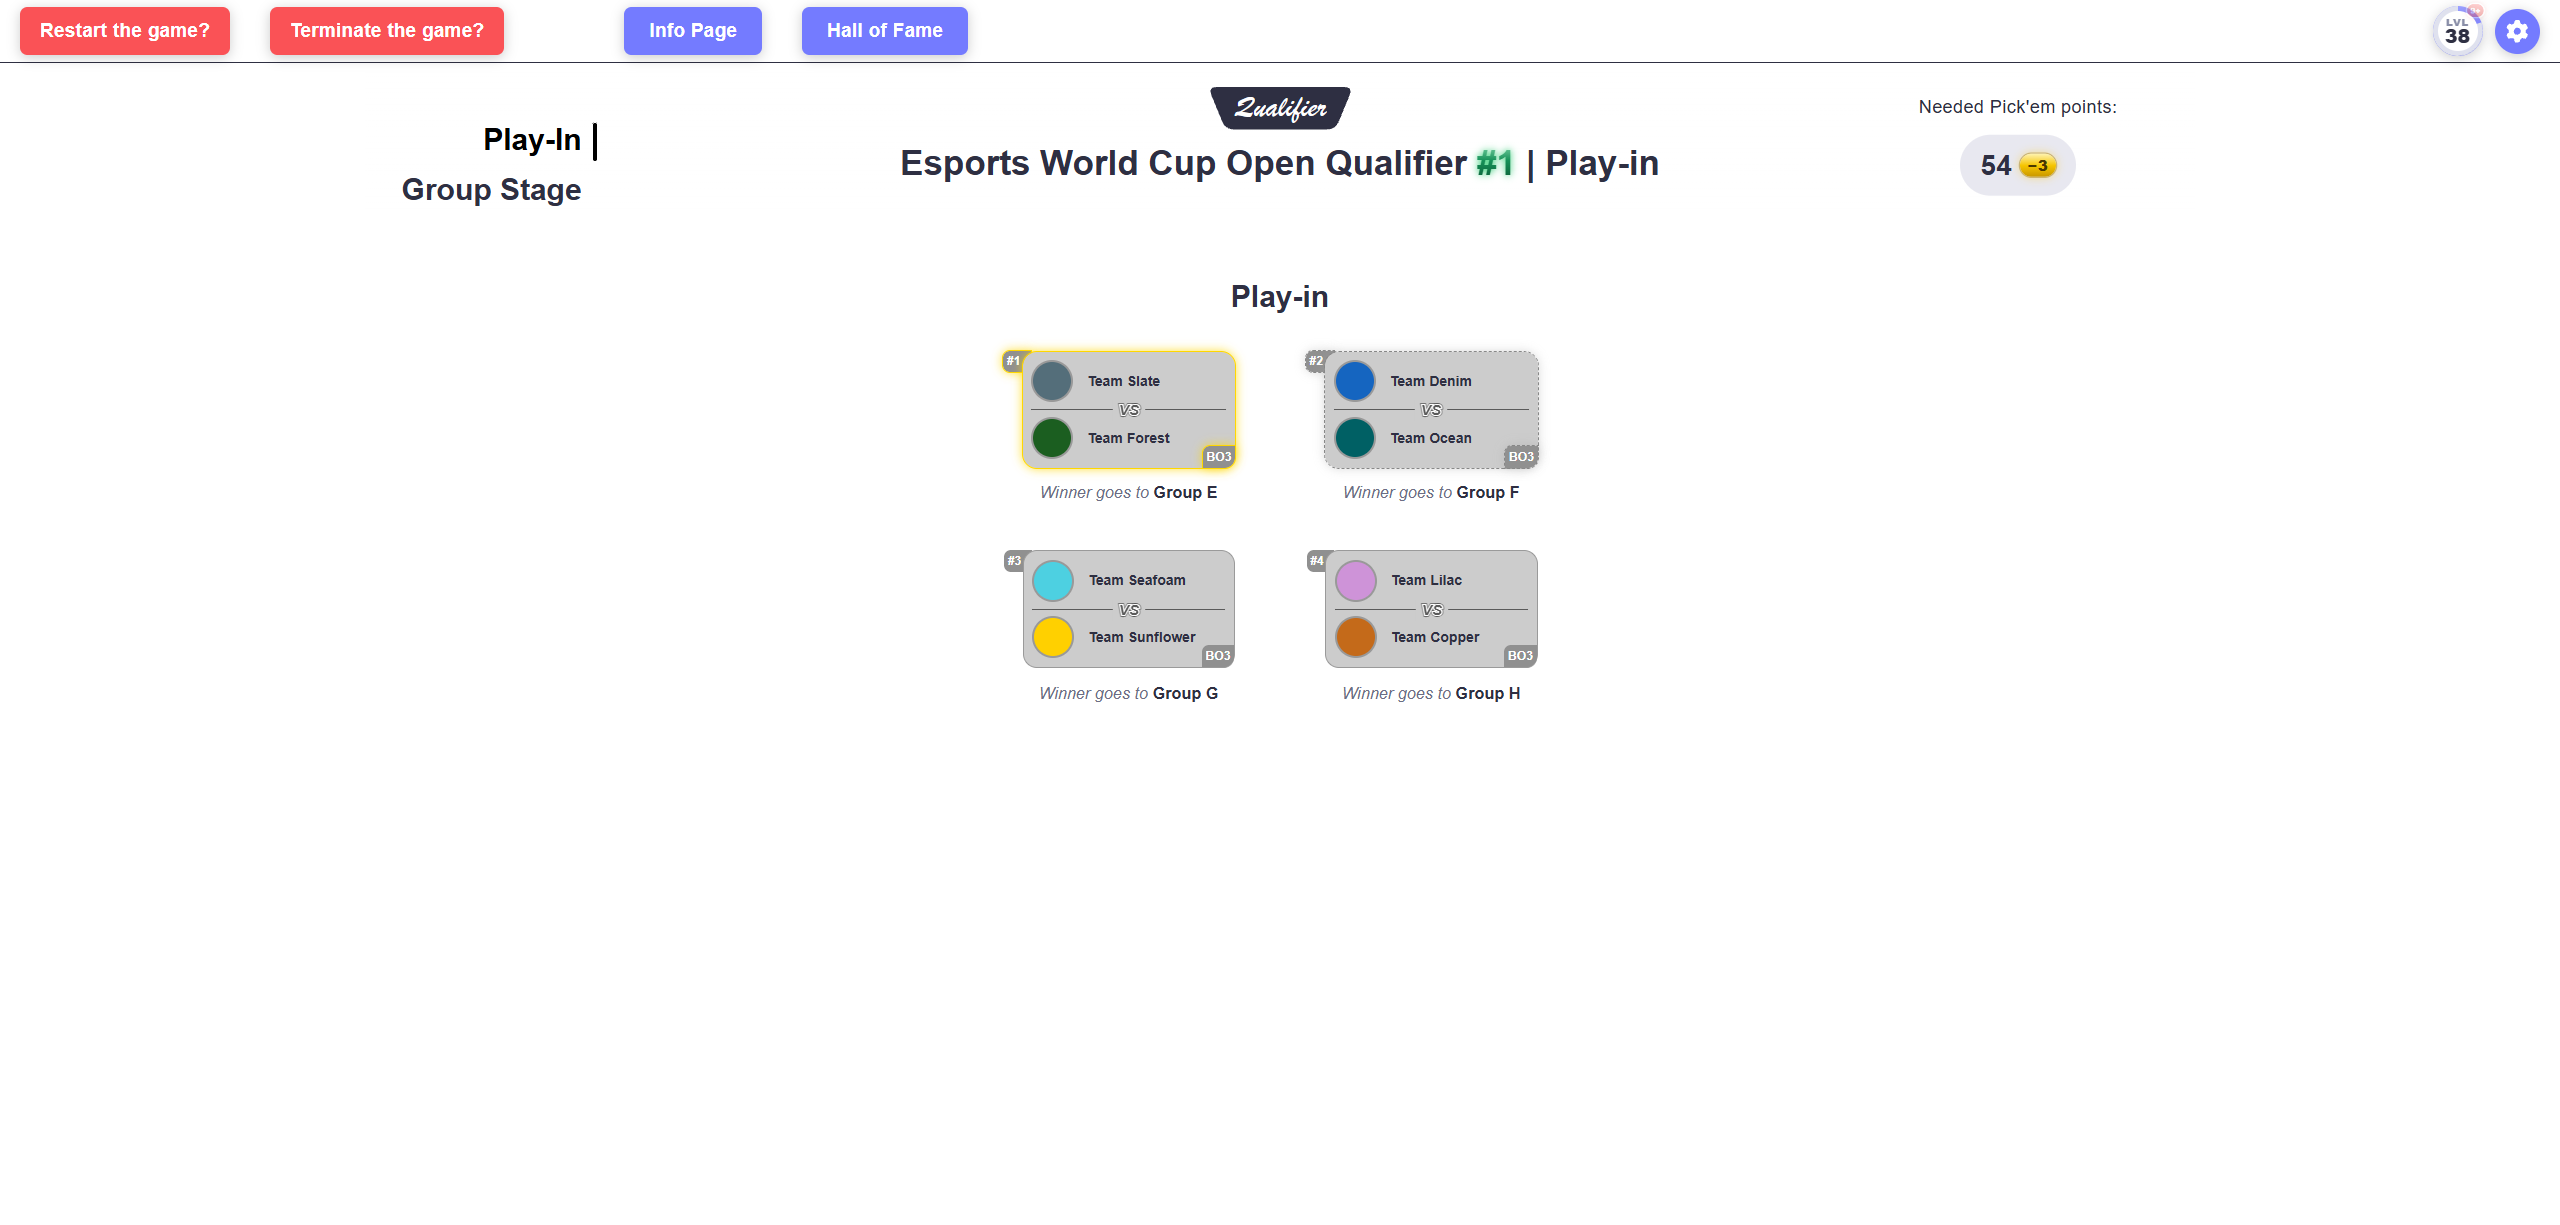 Restart the game?
Terminate the game?
Info Page
Hall of Fame
LVL
38
Play-In
Group Stage
Qualifier
Esports World Cup Open Qualifier #1 | Play-in
Needed Pick'em points:
54 −3
Play-in
#1
Team Slate
VS
Team Forest
BO3
Winner goes to Group E
#2
Team Denim
VS
Team Ocean
BO3
Winner goes to Group F
#3
Team Seafoam
VS
Team Sunflower
BO3
Winner goes to Group G
#4
Team Lilac
VS
Team Copper
BO3
Winner goes to Group H